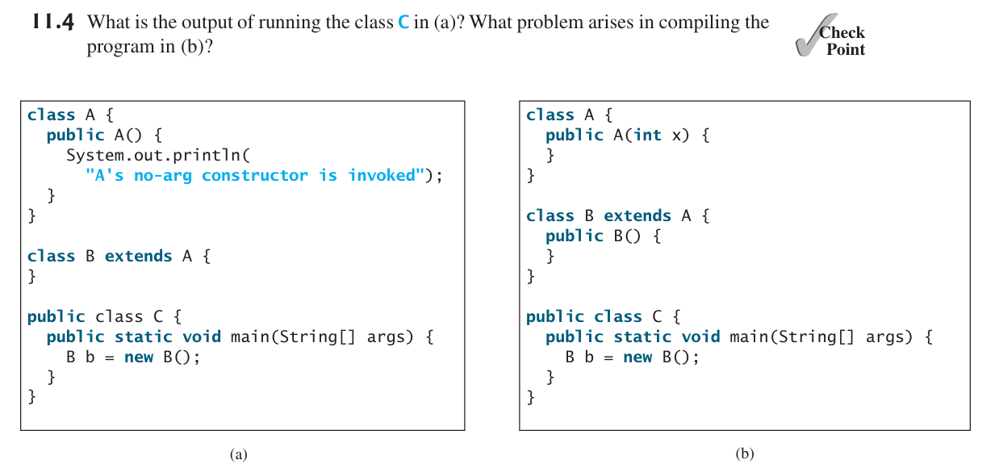 11.4 What is the output of running the class C in (a)? What problem arises in compiling the
program in (b)?
Check
Point
class A {
  public A() {
    System.out.println(
      "A's no-arg constructor is invoked");
  }
}

class B extends A {
}

public class C {
  public static void main(String[] args) {
    B b = new B();
  }
}
(a)
class A {
  public A(int x) {
  }
}

class B extends A {
  public B() {
  }
}

public class C {
  public static void main(String[] args) {
    B b = new B();
  }
}
(b)